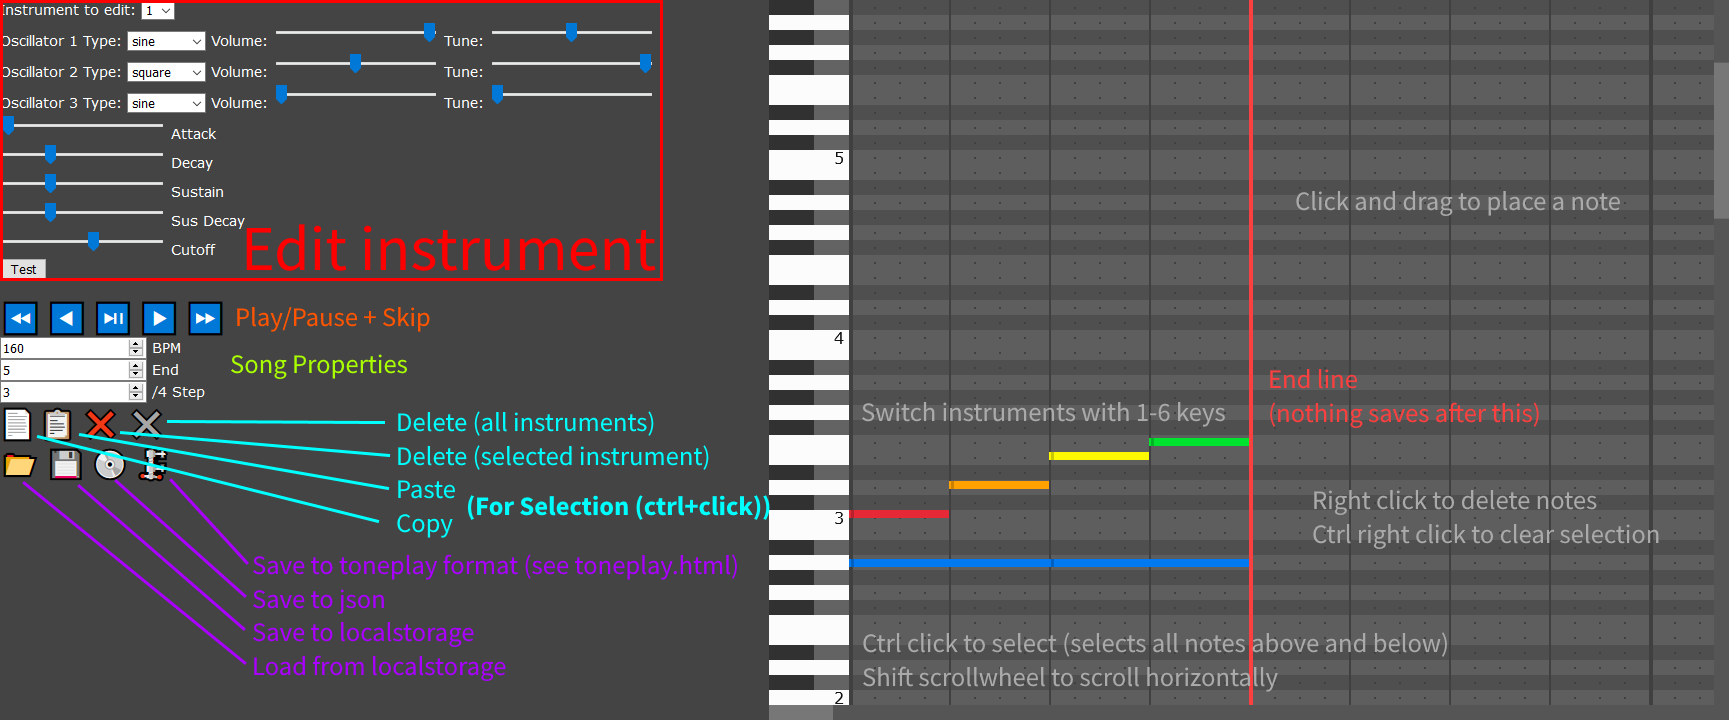 Instrument to edit: 1
Oscillator 1 Type: sine Volume: Tune:
Oscillator 2 Type: square Volume: Tune:
Oscillator 3 Type: sine Volume: Tune:
Attack
Decay
Sustain
Sus Decay
Cutoff
Edit instrument
Test
Play/Pause + Skip
160 BPM
5 End
3 /4 Step
Song Properties
Delete (all instruments)
Delete (selected instrument)
Paste
Copy
(For Selection (ctrl+click))
Save to toneplay format (see toneplay.html)
Save to json
Save to localstorage
Load from localstorage
5
4
3
2
Click and drag to place a note
End line
(nothing saves after this)
Switch instruments with 1-6 keys
Right click to delete notes
Ctrl right click to clear selection
Ctrl click to select (selects all notes above and below)
Shift scrollwheel to scroll horizontally